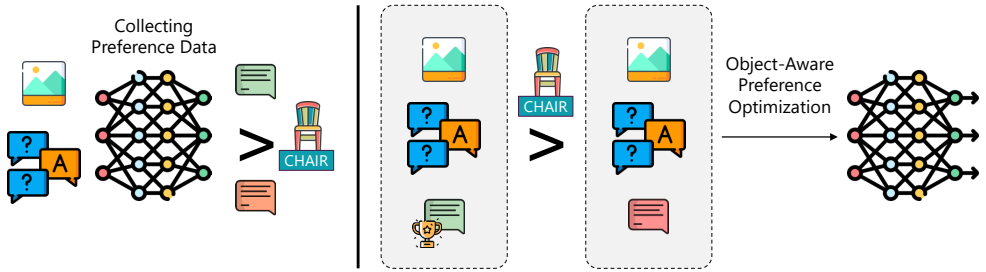 Collecting
Preference Data
?
A
?
>
CHAIR
CHAIR
>
?
A
?
?
A
?
Object-Aware
Preference
Optimization